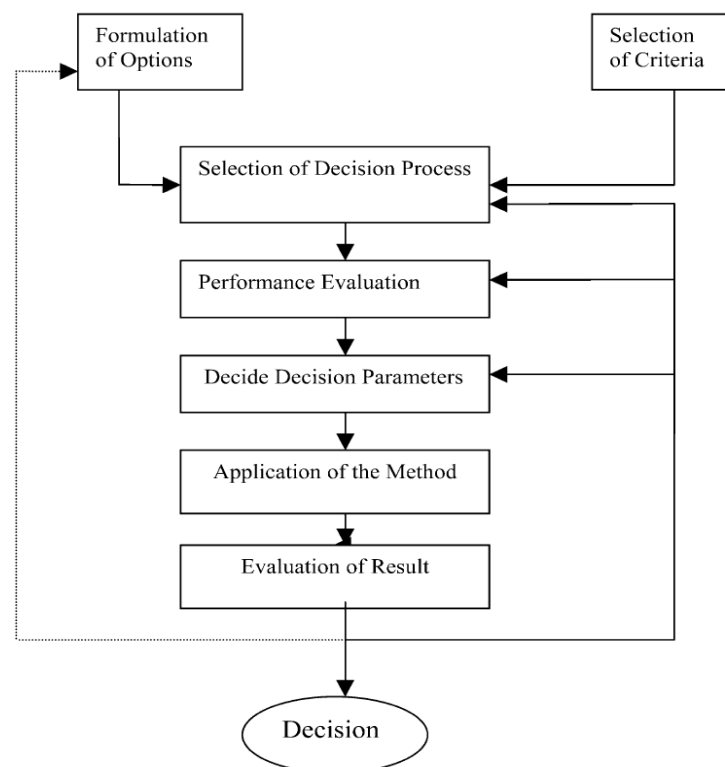 Formulation
of Options
Selection
of Criteria
Selection of Decision Process
Performance Evaluation
Decide Decision Parameters
Application of the Method
Evaluation of Result
Decision